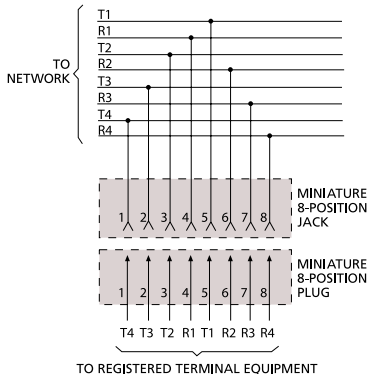 T1
R1
T2
TO
NETWORK
R2
T3
R3
T4
R4
1 2 3 4 5 6 7 8
MINIATURE
8-POSITION
JACK
MINIATURE
8-POSITION
PLUG
1 2 3 4 5 6 7 8
T4 T3 T2 R1 T1 R2 R3 R4
TO REGISTERED TERMINAL EQUIPMENT